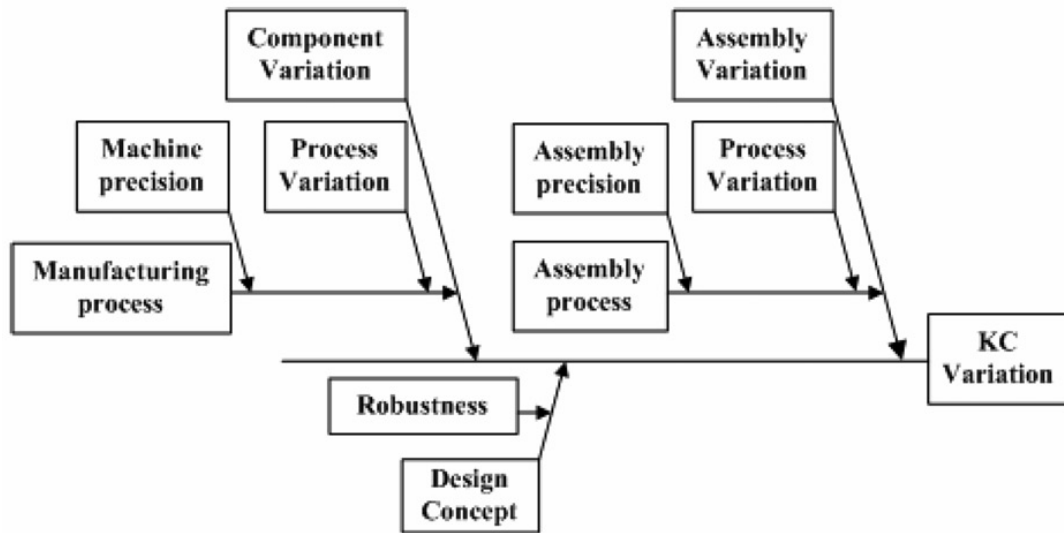 Component
Variation
Assembly
Variation
Machine
precision
Process
Variation
Assembly
precision
Process Variation
Manufacturing
process
Assembly
process
KC
Variation
Robustness
Design
Concept